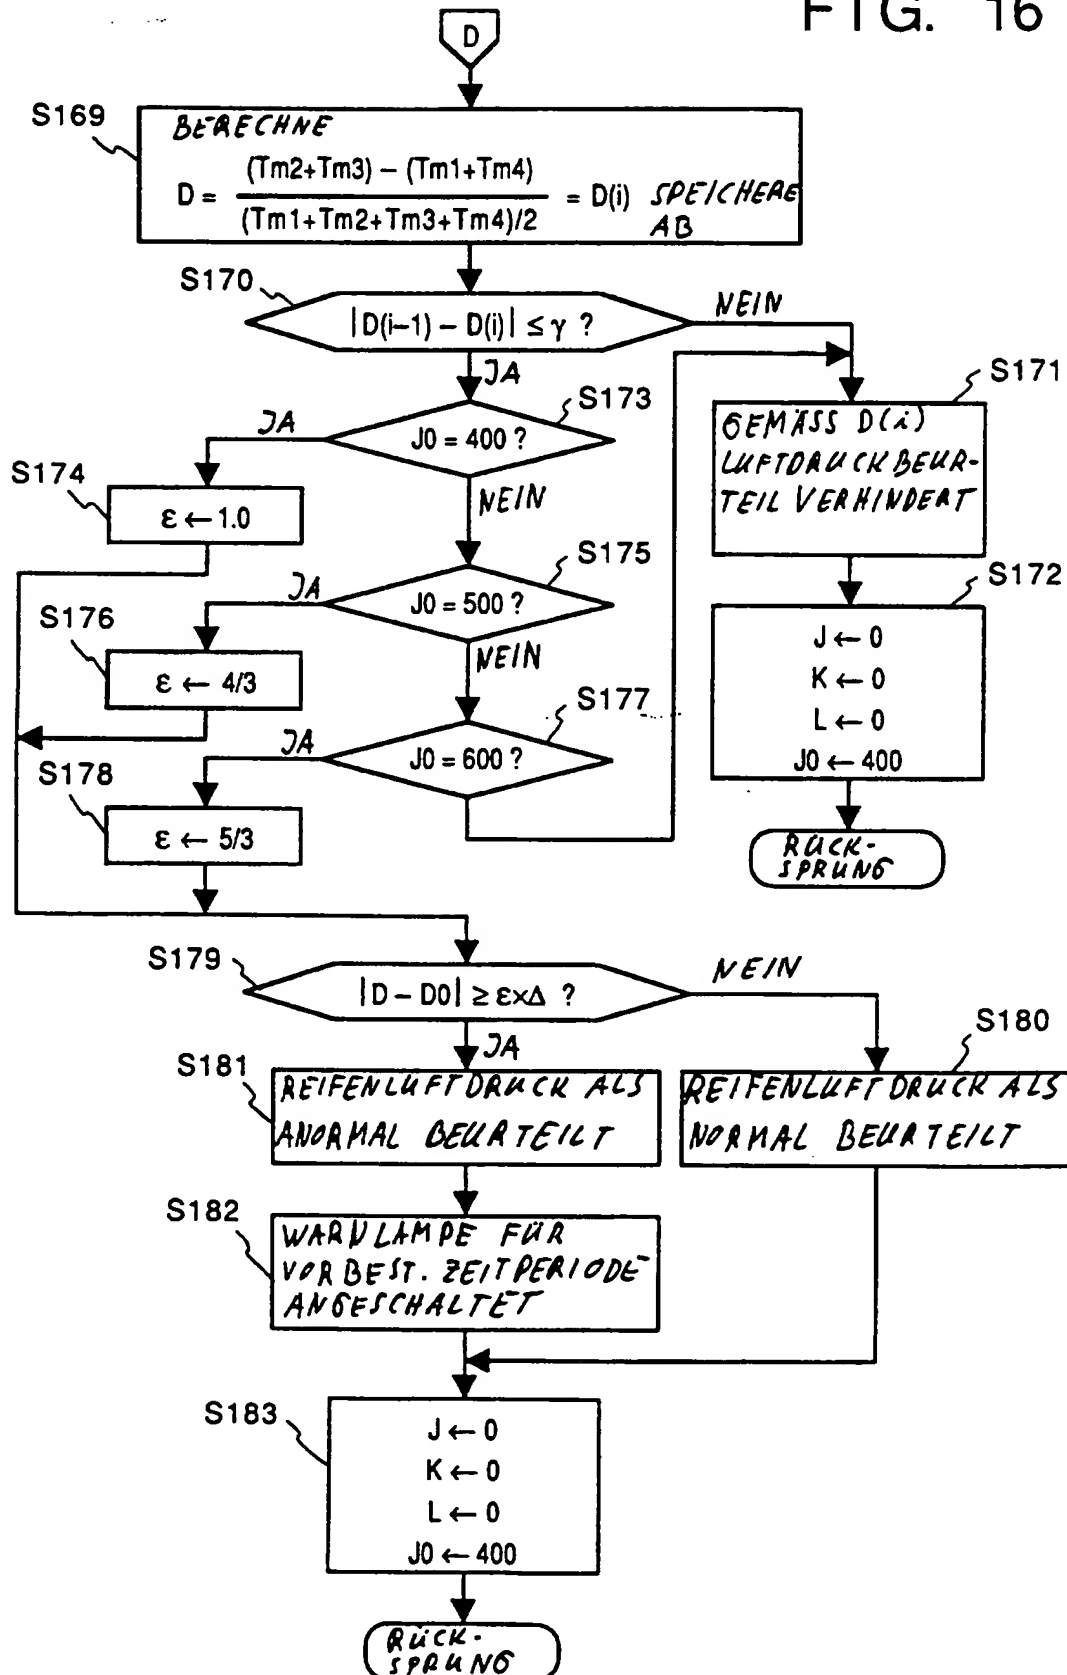 FIG. 16
D
S169
BERECHNE
(Tm2+Tm3) – (Tm1+Tm4)
D = = D(i) SPEICHERE
(Tm1+Tm2+Tm3+Tm4)/2
AB
S170
|D(i–1) – D(i)| ≤ γ ?
NEIN
JA
S171
GEMÄSS D(i)
LUFTDRUCKBEUR-
TEIL VERHINDERT
S173
J0 = 400 ?
JA
S174
ε ← 1.0
NEIN
S172
J ← 0
K ← 0
L ← 0
J0 ← 400
RÜCK-
SPRUNG
S175
J0 = 500 ?
JA
S176
ε ← 4/3
NEIN
S177
J0 = 600 ?
JA
S178
ε ← 5/3
S179
|D – D0| ≥ ε×Δ ?
NEIN
JA
S180
REIFENLUFTDRUCK ALS
NORMAL BEURTEILT
S181
REIFENLUFTDRUCK ALS
ANORMAL BEURTEILT
S182
WARNLAMPE FÜR
VORBEST. ZEITPERIODE
ANGESCHALTET
S183
J ← 0
K ← 0
L ← 0
J0 ← 400
RÜCK-
SPRUNG